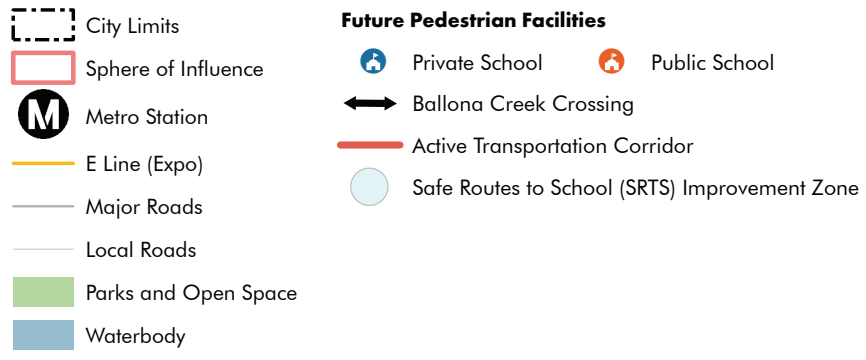 City Limits
Sphere of Influence
M
Metro Station
E Line (Expo)
Major Roads
Local Roads
Parks and Open Space
Waterbody
Future Pedestrian Facilities
Private School
Public School
Ballona Creek Crossing
Active Transportation Corridor
Safe Routes to School (SRTS) Improvement Zone